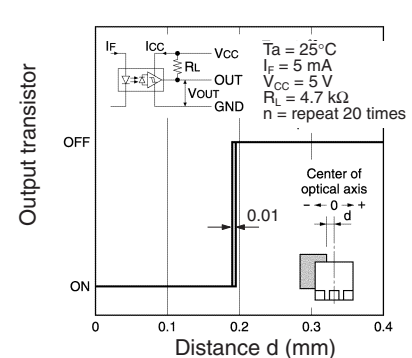 IF
ICC
VCC
RL
OUT
VOUT
GND
Ta = 25°C
IF = 5 mA
VCC = 5 V
RL = 4.7 kΩ
n = repeat 20 times
Output transistor
OFF
ON
Center of
optical axis
− 0 +
d
0.01
0 0.1 0.2 0.3 0.4
Distance d (mm)